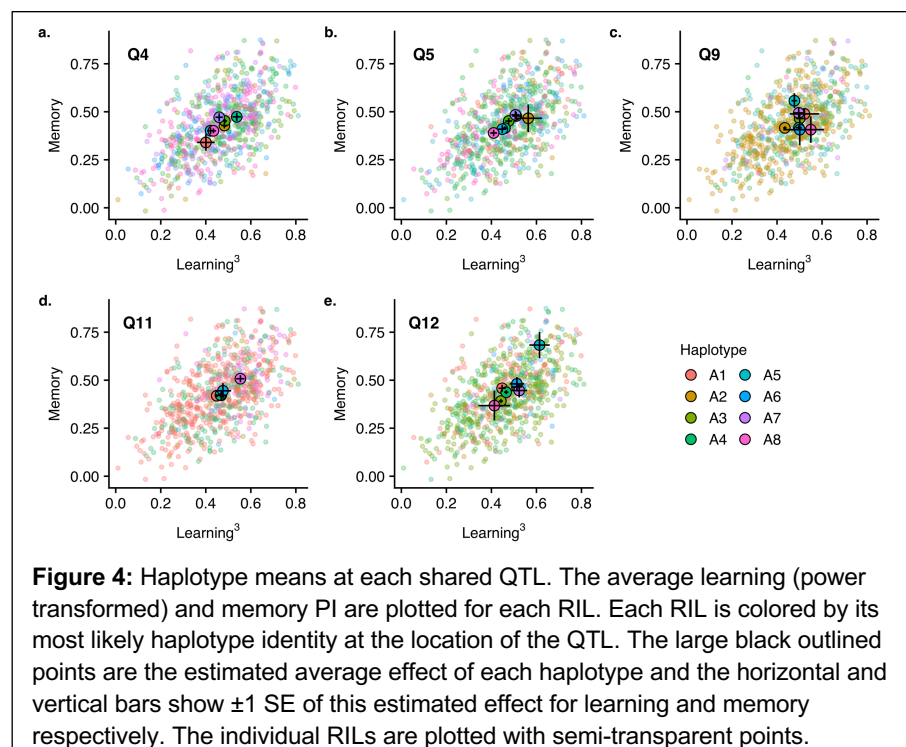 a.
Q4
Memory
0.75
0.50
0.25
0.00
0.0 0.2 0.4 0.6 0.8
Learning3
b.
Q5
Memory
0.75
0.50
0.25
0.00
0.0 0.2 0.4 0.6 0.8
Learning3
c.
Q9
Memory
0.75
0.50
0.25
0.00
0.0 0.2 0.4 0.6 0.8
Learning3
d.
Q11
Memory
0.75
0.50
0.25
0.00
0.0 0.2 0.4 0.6 0.8
Learning3
e.
Q12
Memory
0.75
0.50
0.25
0.00
0.0 0.2 0.4 0.6 0.8
Learning3
Haplotype
A1 A5
A2 A6
A3 A7
A4 A8
Figure 4: Haplotype means at each shared QTL. The average learning (power
transformed) and memory PI are plotted for each RIL. Each RIL is colored by its
most likely haplotype identity at the location of the QTL. The large black outlined
points are the estimated average effect of each haplotype and the horizontal and
vertical bars show ±1 SE of this estimated effect for learning and memory
respectively. The individual RILs are plotted with semi-transparent points.